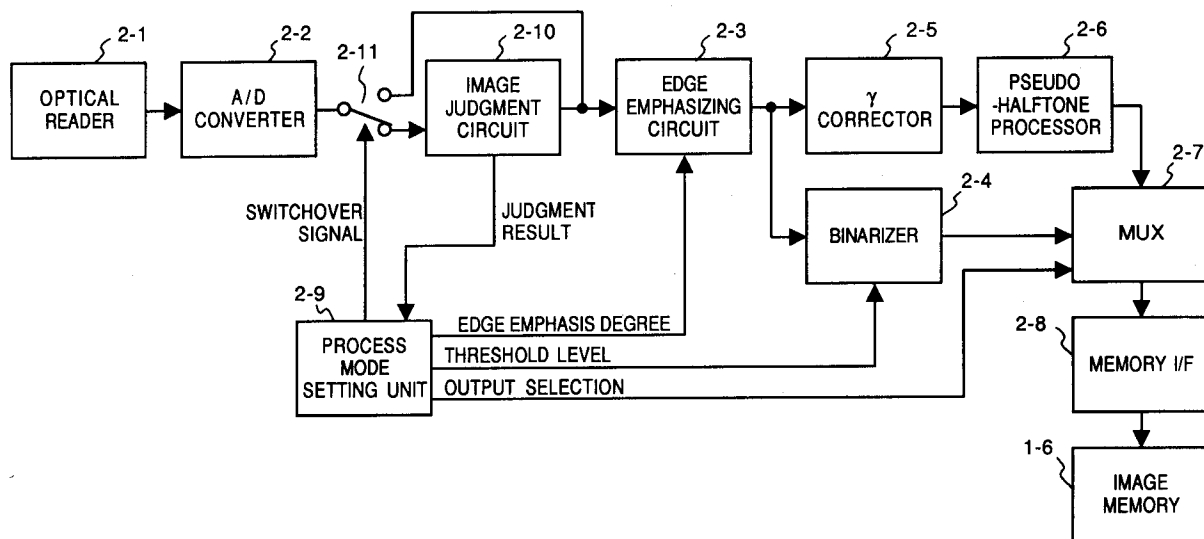 2-1
OPTICAL
READER
2-2
A/D
CONVERTER
2-11
2-10
IMAGE
JUDGMENT
CIRCUIT
2-3
EDGE
EMPHASIZING
CIRCUIT
2-5
γ
CORRECTOR
2-6
PSEUDO
-HALFTONE
PROCESSOR
2-7
MUX
2-4
BINARIZER
SWITCHOVER
SIGNAL
JUDGMENT
RESULT
2-9
PROCESS
MODE
SETTING UNIT
EDGE EMPHASIS DEGREE
THRESHOLD LEVEL
OUTPUT SELECTION
2-8
MEMORY I/F
1-6
IMAGE
MEMORY